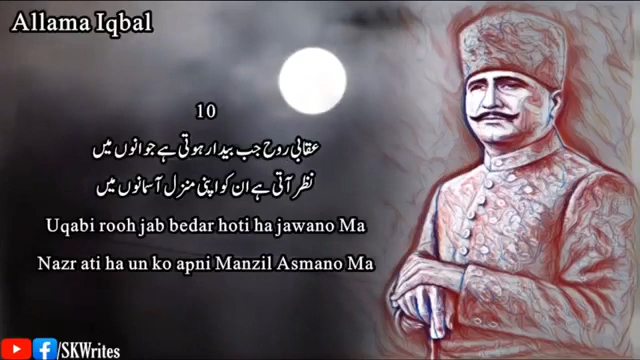 Allama Iqbal
10
عقابی روح جب بیدار ہوتی ہے جوانوں میں
نظر آتی ہے ان کو اپنی منزل آسمانوں میں
Uqabi rooh jab bedar hoti ha jawano Ma
Nazr ati ha un ko apni Manzil Asmano Ma
/SKWrites